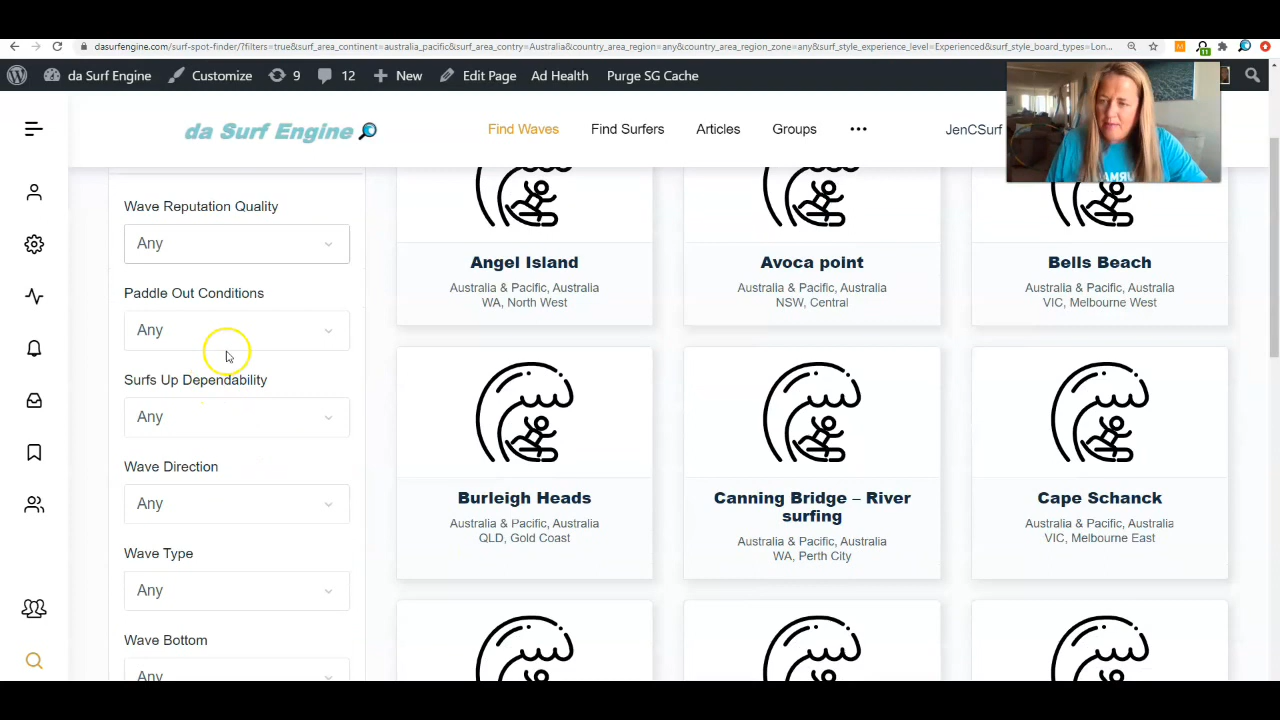 dasurfengine.com/surf-spot-finder/?filters=true&surf_area_continent=australia_pacific&surf_area_contry=Australia&country_area_region=any&country_area_region_zone=any&surf_style_experience_level=Experienced&surf_style_board_types=Lon...
11
da Surf Engine
Customize
9
12
New
Edit Page
Ad Health
Purge SG Cache
da Surf Engine
Find Waves
Find Surfers
Articles
Groups
JenCSurf
Wave Reputation Quality
Any
Paddle Out Conditions
Any
Surfs Up Dependability
Any
Wave Direction
Any
Wave Type
Any
Wave Bottom
Any
Angel Island
Australia & Pacific, Australia
WA, North West
Avoca point
Australia & Pacific, Australia
NSW, Central
Bells Beach
Australia & Pacific, Australia
VIC, Melbourne West
Burleigh Heads
Australia & Pacific, Australia
QLD, Gold Coast
Canning Bridge – River
surfing
Australia & Pacific, Australia
WA, Perth City
Cape Schanck
Australia & Pacific, Australia
VIC, Melbourne East